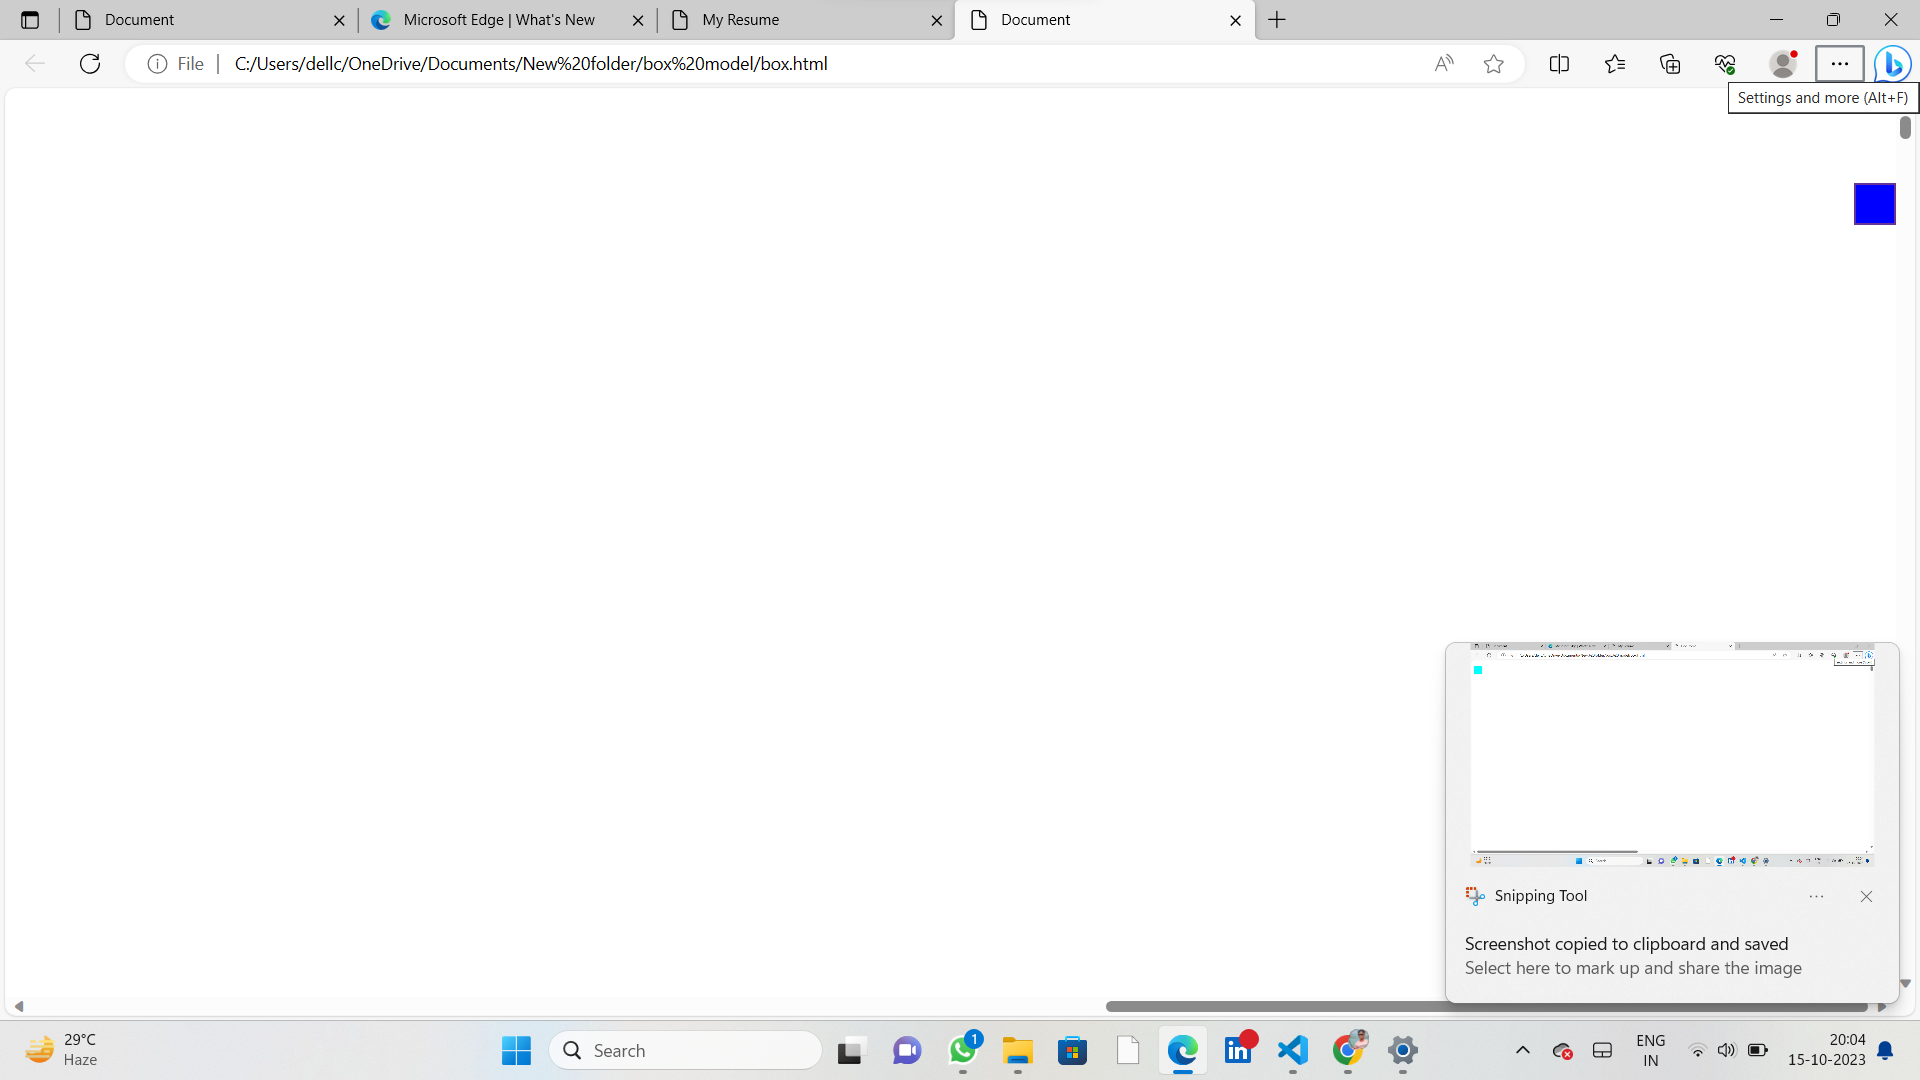 Document
Microsoft Edge | What's New
My Resume
Document
File
C:/Users/dellc/OneDrive/Documents/New%20folder/box%20model/box.html
Settings and more (Alt+F)
Snipping Tool
Screenshot copied to clipboard and saved
Select here to mark up and share the image
29°C
Haze
Search
1
ENG
IN
20:04
15-10-2023